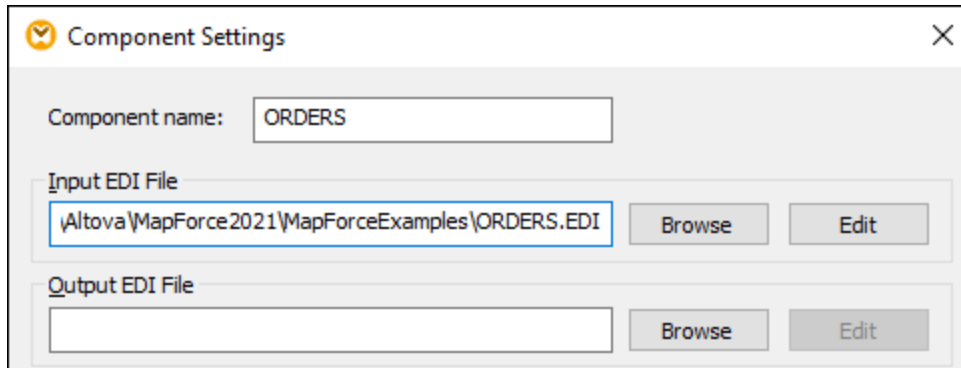 Component Settings
Component name: ORDERS
Input EDI File
\Altova\MapForce2021\MapForceExamples\ORDERS.EDI Browse Edit
Output EDI File
Browse Edit